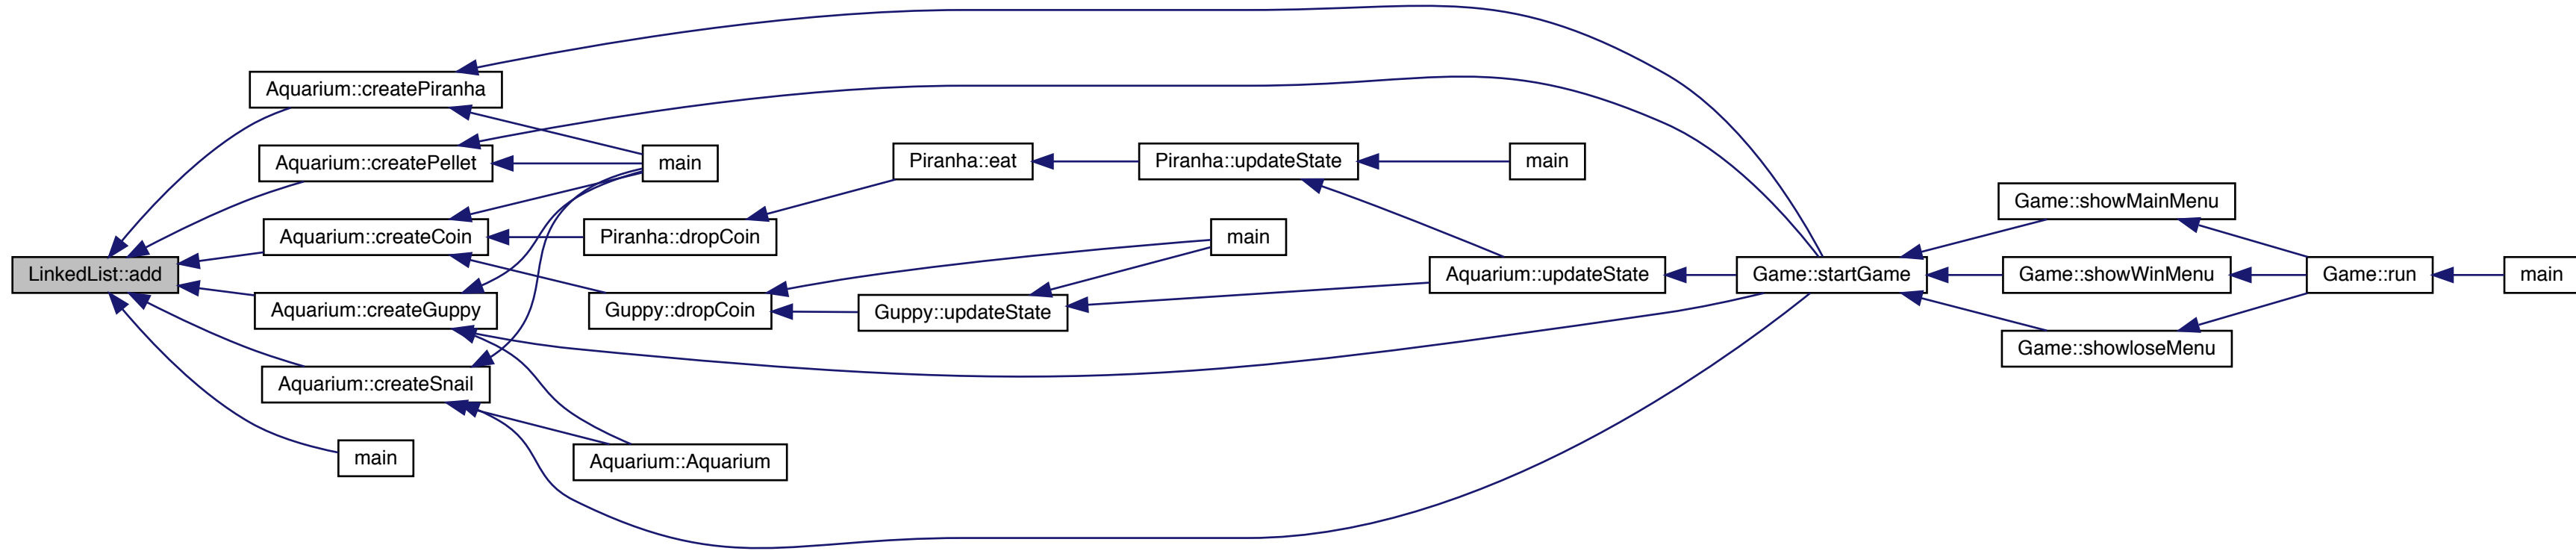 Aquarium::createPiranha
Aquarium::createPellet
main
Piranha::eat
Piranha::updateState
main
Game::showMainMenu
Aquarium::createCoin
Piranha::dropCoin
main
LinkedList::add
Aquarium::updateState
Game::startGame
Game::showWinMenu
Game::run
main
Aquarium::createGuppy
Guppy::dropCoin
Guppy::updateState
Game::showloseMenu
Aquarium::createSnail
main
Aquarium::Aquarium